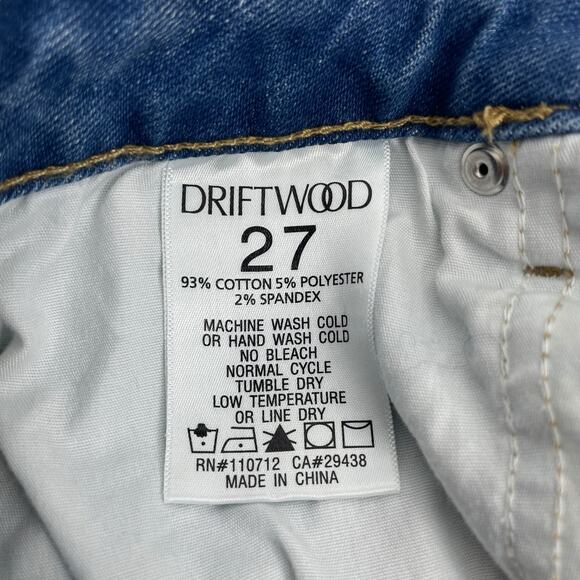 DRIFTWOOD
27
93% COTTON 5% POLYESTER
2% SPANDEX
MACHINE WASH COLD
OR HAND WASH COLD
NO BLEACH
NORMAL CYCLE
TUMBLE DRY
LOW TEMPERATURE
OR LINE DRY
RN#110712 CA#29438
MADE IN CHINA